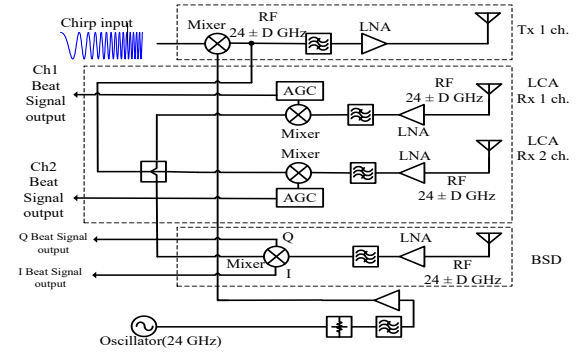 Chirp input
Mixer
RF
24 ± D GHz
LNA
Tx 1 ch.
Ch1
Beat
Signal
output
AGC
Mixer
RF
24 ± D GHz
LNA
LCA
Rx 1 ch.
Ch2
Beat
Signal
output
Mixer
AGC
LNA
RF
24 ± D GHz
LCA
Rx 2 ch.
Q Beat Signal
output
I Beat Signal
output
Q
Mixer
I
LNA
RF
24 ± D GHz
BSD
Oscillator(24 GHz)